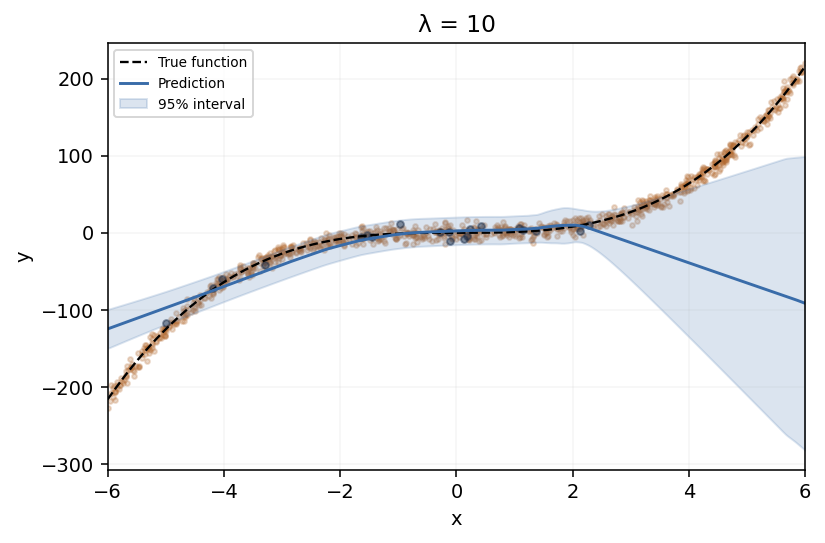 λ = 10
True function
Prediction
95% interval
y
200
100
0
−100
−200
−300
−6 −4 −2 0 2 4 6
x